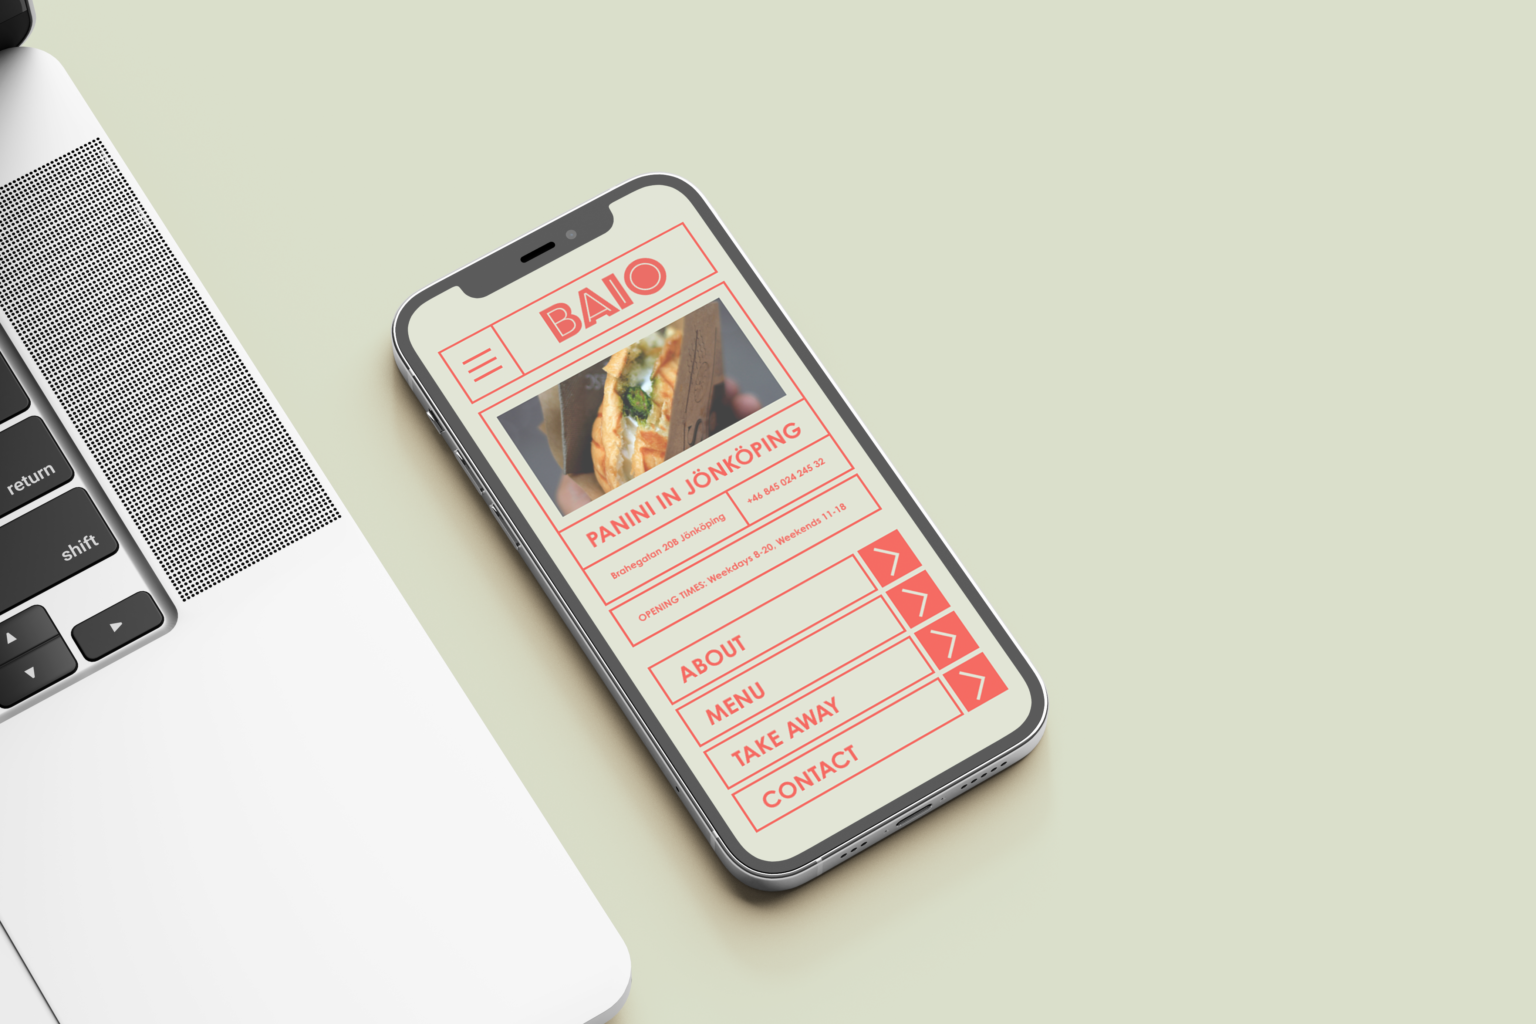 BAIO
PANINI IN JÖNKÖPING
Brahegatan 20B Jönköping
+46 845 024 245 32
OPENING TIMES: Weekdays 8-20, Weekends 11-18
ABOUT
MENU
TAKE AWAY
CONTACT
return
shift